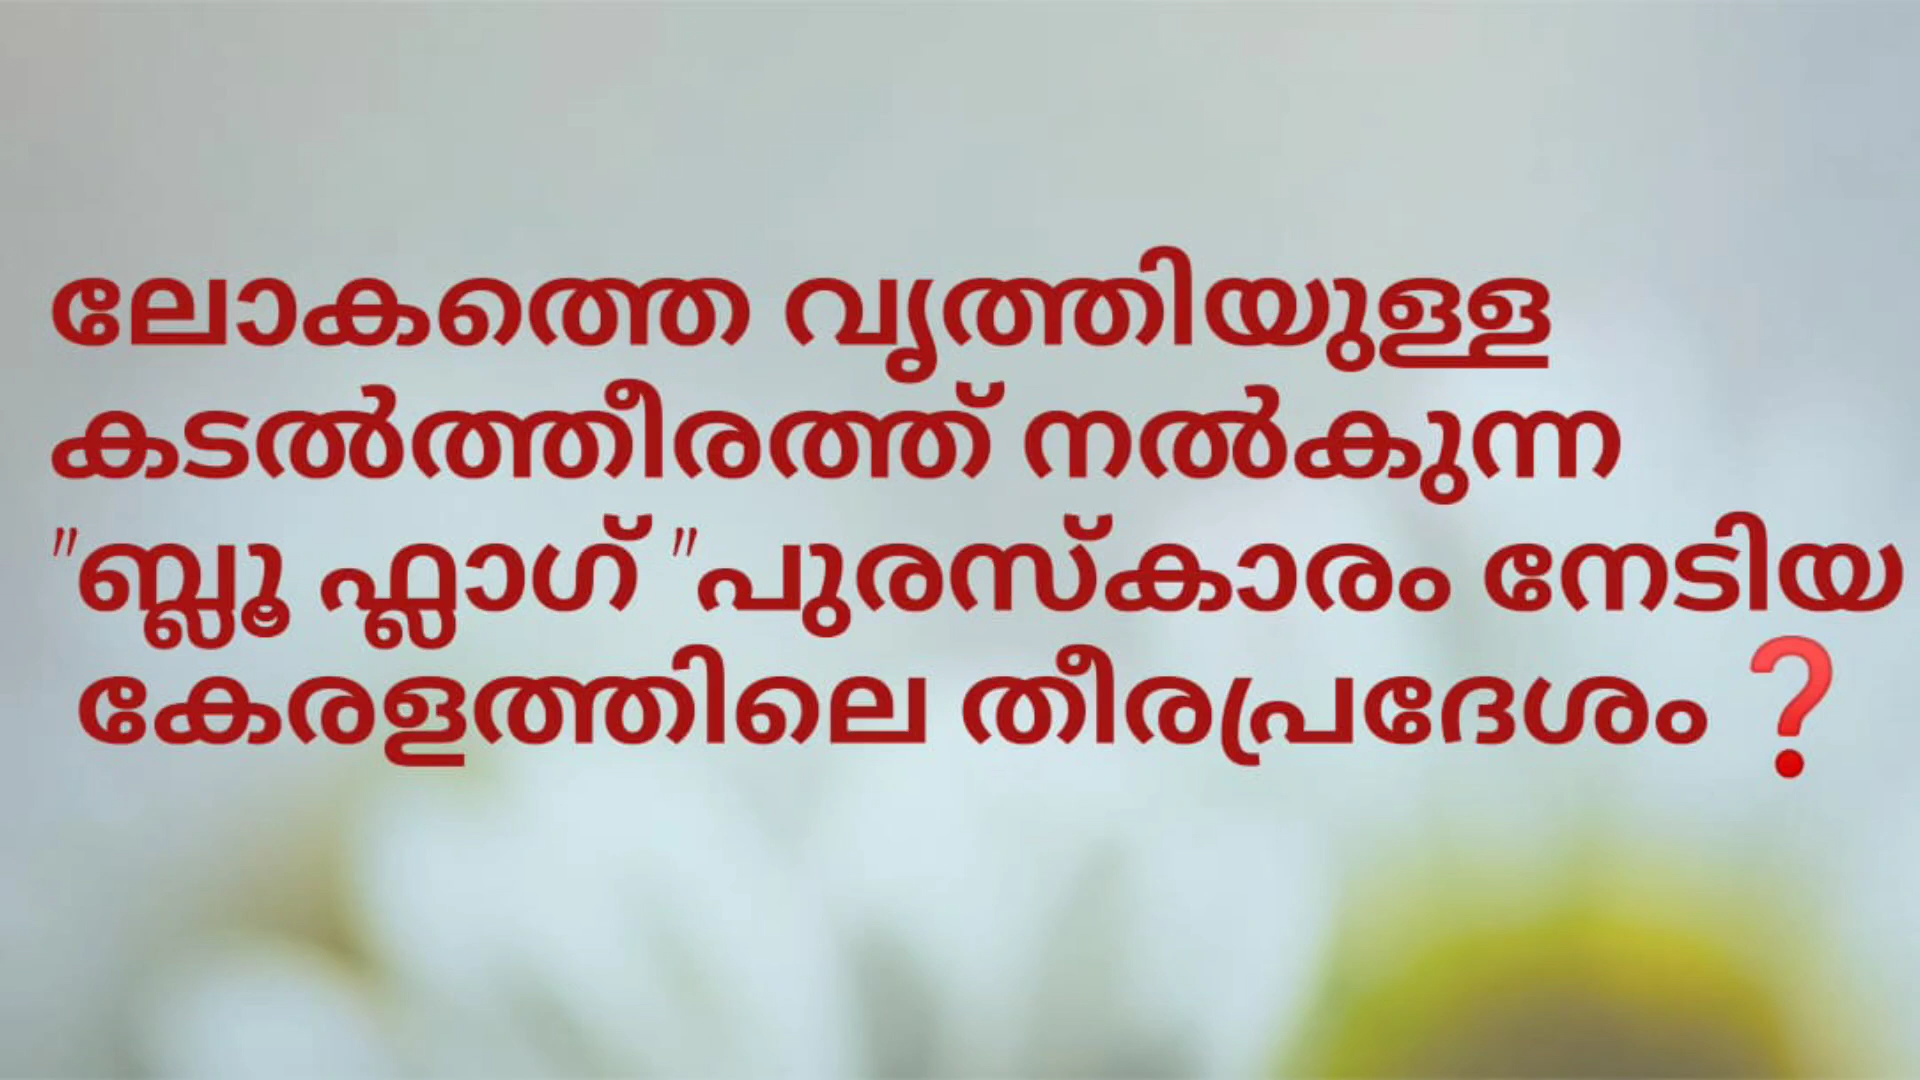 ലോകത്തെ വൃത്തിയുള്ള
കടൽത്തീരത്ത് നൽകുന്ന
"ബ്ലൂ ഫ്ലാഗ് "പുരസ്കാരം നേടിയ
കേരളത്തിലെ തീരപ്രദേശം❓